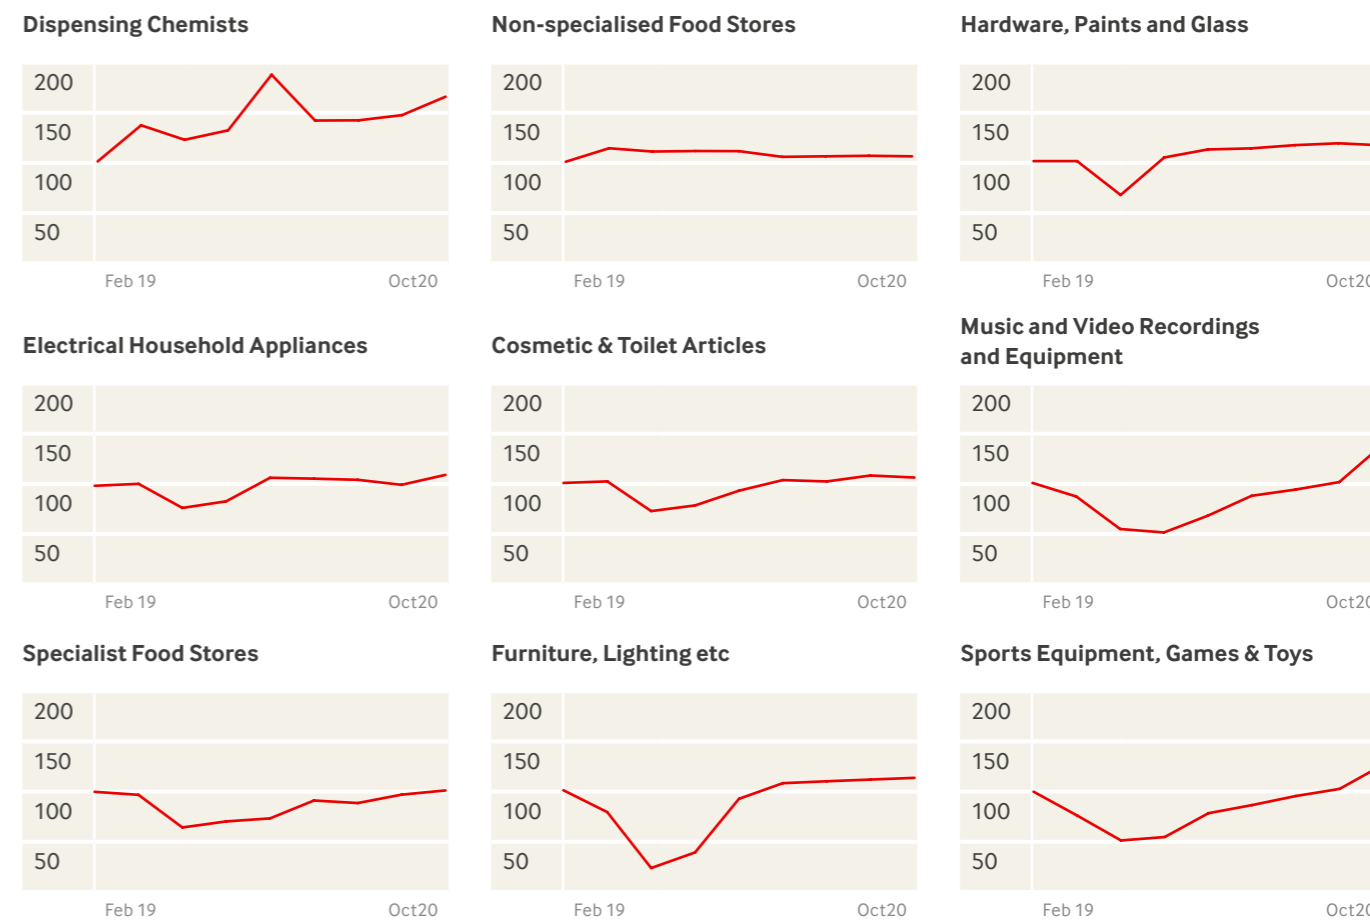 Dispensing Chemists
200
150
100
50
Feb 19
Oct20
Non-specialised Food Stores
200
150
100
50
Feb 19
Oct20
Hardware, Paints and Glass
200
150
100
50
Feb 19
Oct20
Electrical Household Appliances
200
150
100
50
Feb 19
Oct20
Cosmetic & Toilet Articles
200
150
100
50
Feb 19
Oct20
Music and Video Recordings
and Equipment
200
150
100
50
Feb 19
Oct20
Specialist Food Stores
200
150
100
50
Feb 19
Oct20
Furniture, Lighting etc
200
150
100
50
Feb 19
Oct20
Sports Equipment, Games & Toys
200
150
100
50
Feb 19
Oct20